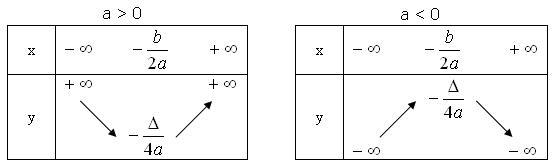 a > 0
x − ∞ − b/2a + ∞
y + ∞ + ∞
− Δ/4a
a < 0
x − ∞ − b/2a + ∞
y − Δ/4a
− ∞ − ∞